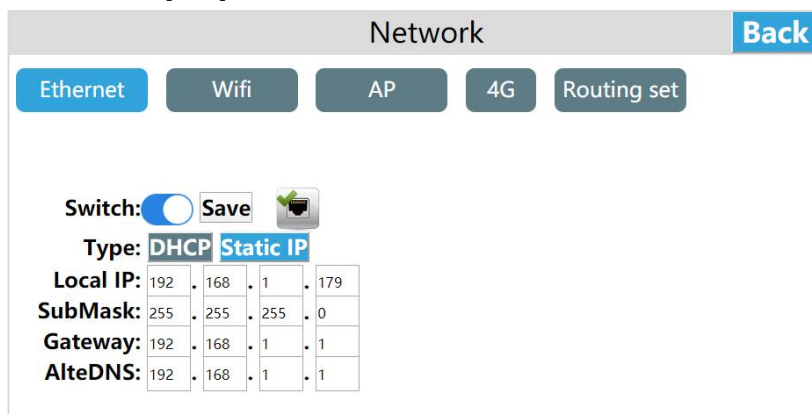 Network Back
Ethernet Wifi AP 4G Routing set
Switch: Save
Type: DHCP Static IP
Local IP: 192 . 168 . 1 . 179
SubMask: 255 . 255 . 255 . 0
Gateway: 192 . 168 . 1 . 1
AlteDNS: 192 . 168 . 1 . 1